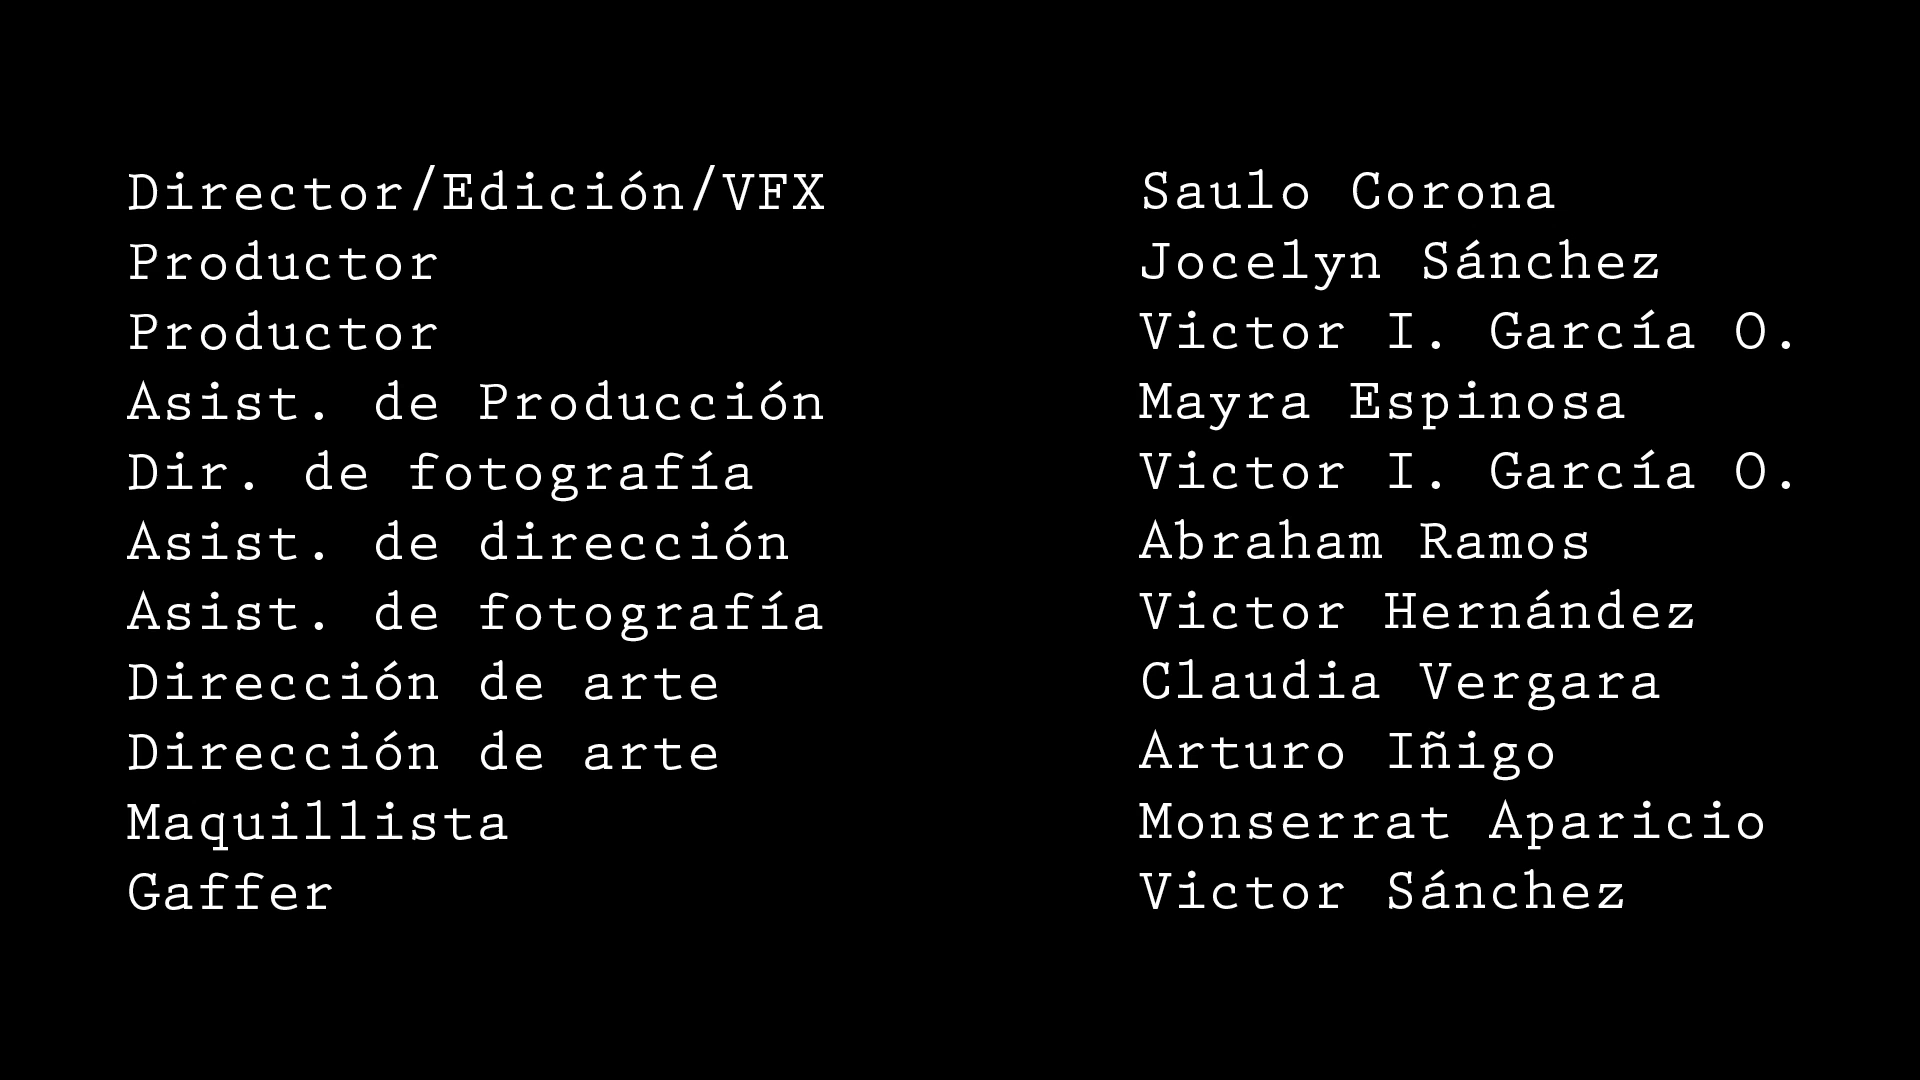 Director/Edición/VFX Saulo Corona
Productor Jocelyn Sánchez
Productor Victor I. García O.
Asist. de Producción Mayra Espinosa
Dir. de fotografía Victor I. García O.
Asist. de dirección Abraham Ramos
Asist. de fotografía Victor Hernández
Dirección de arte Claudia Vergara
Dirección de arte Arturo Iñigo
Maquillista Monserrat Aparicio
Gaffer Victor Sánchez